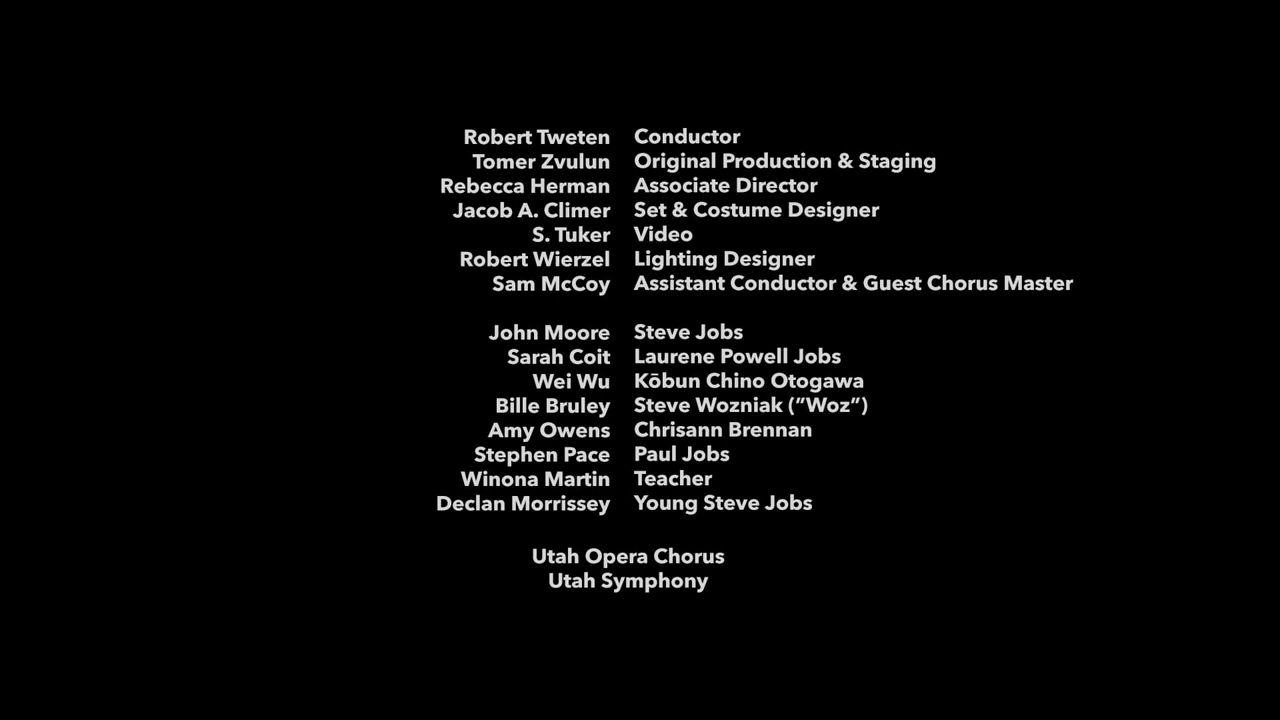 Robert Tweten Conductor
Tomer Zvulun Original Production & Staging
Rebecca Herman Associate Director
Jacob A. Climer Set & Costume Designer
S. Tuker Video
Robert Wierzel Lighting Designer
Sam McCoy Assistant Conductor & Guest Chorus Master
John Moore Steve Jobs
Sarah Coit Laurene Powell Jobs
Wei Wu Kōbun Chino Otogawa
Bille Bruley Steve Wozniak (”Woz”)
Amy Owens Chrisann Brennan
Stephen Pace Paul Jobs
Winona Martin Teacher
Declan Morrissey Young Steve Jobs
Utah Opera Chorus
Utah Symphony